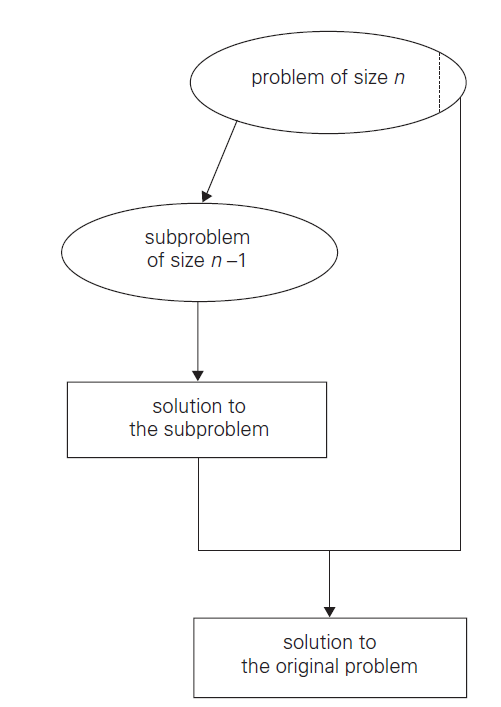 problem of size n
subproblem
of size n –1
solution to
the subproblem
solution to
the original problem